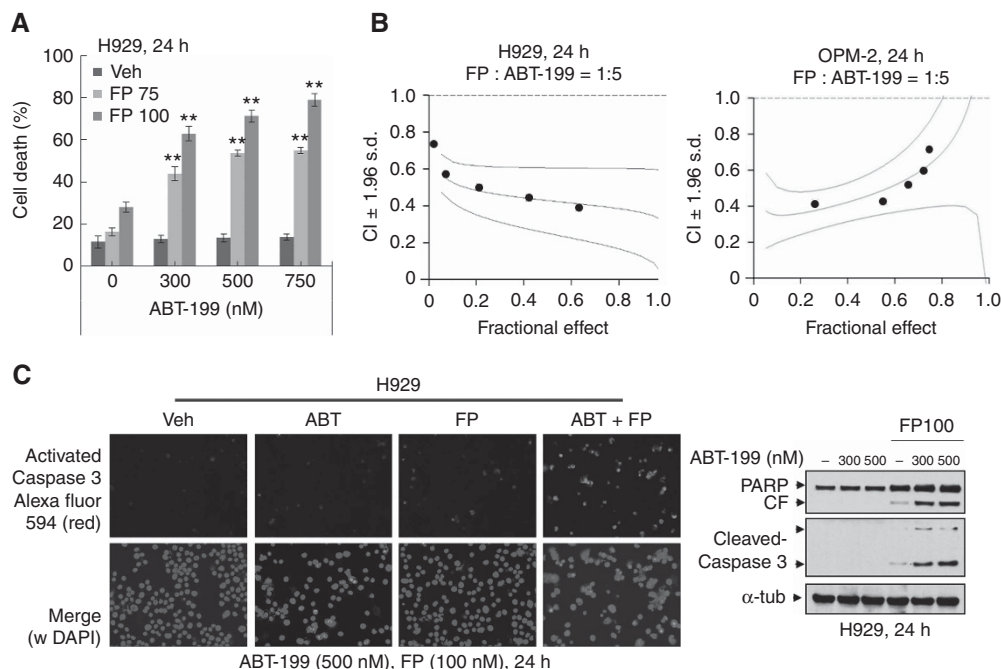 A
H929, 24 h
Veh
FP 75
FP 100
Cell death (%)
100
80
60
40
20
0
** ** ** ** ** **
0 300 500 750
ABT-199 (nM)
B
H929, 24 h
FP : ABT-199 = 1:5
CI ± 1.96 s.d.
1.0
0.8
0.6
0.4
0.2
0
0 0.2 0.4 0.6 0.8 1.0
Fractional effect
OPM-2, 24 h
FP : ABT-199 = 1:5
CI ± 1.96 s.d.
1.0
0.8
0.6
0.4
0.2
0
0 0.2 0.4 0.6 0.8 1.0
Fractional effect
C
H929
Veh ABT FP ABT + FP
Activated
Caspase 3
Alexa fluor
594 (red)
Merge
(w DAPI)
ABT-199 (500 nM), FP (100 nM), 24 h
FP100
ABT-199 (nM) – 300 500 – 300 500
PARP
CF
Cleaved-
Caspase 3
α-tub
H929, 24 h